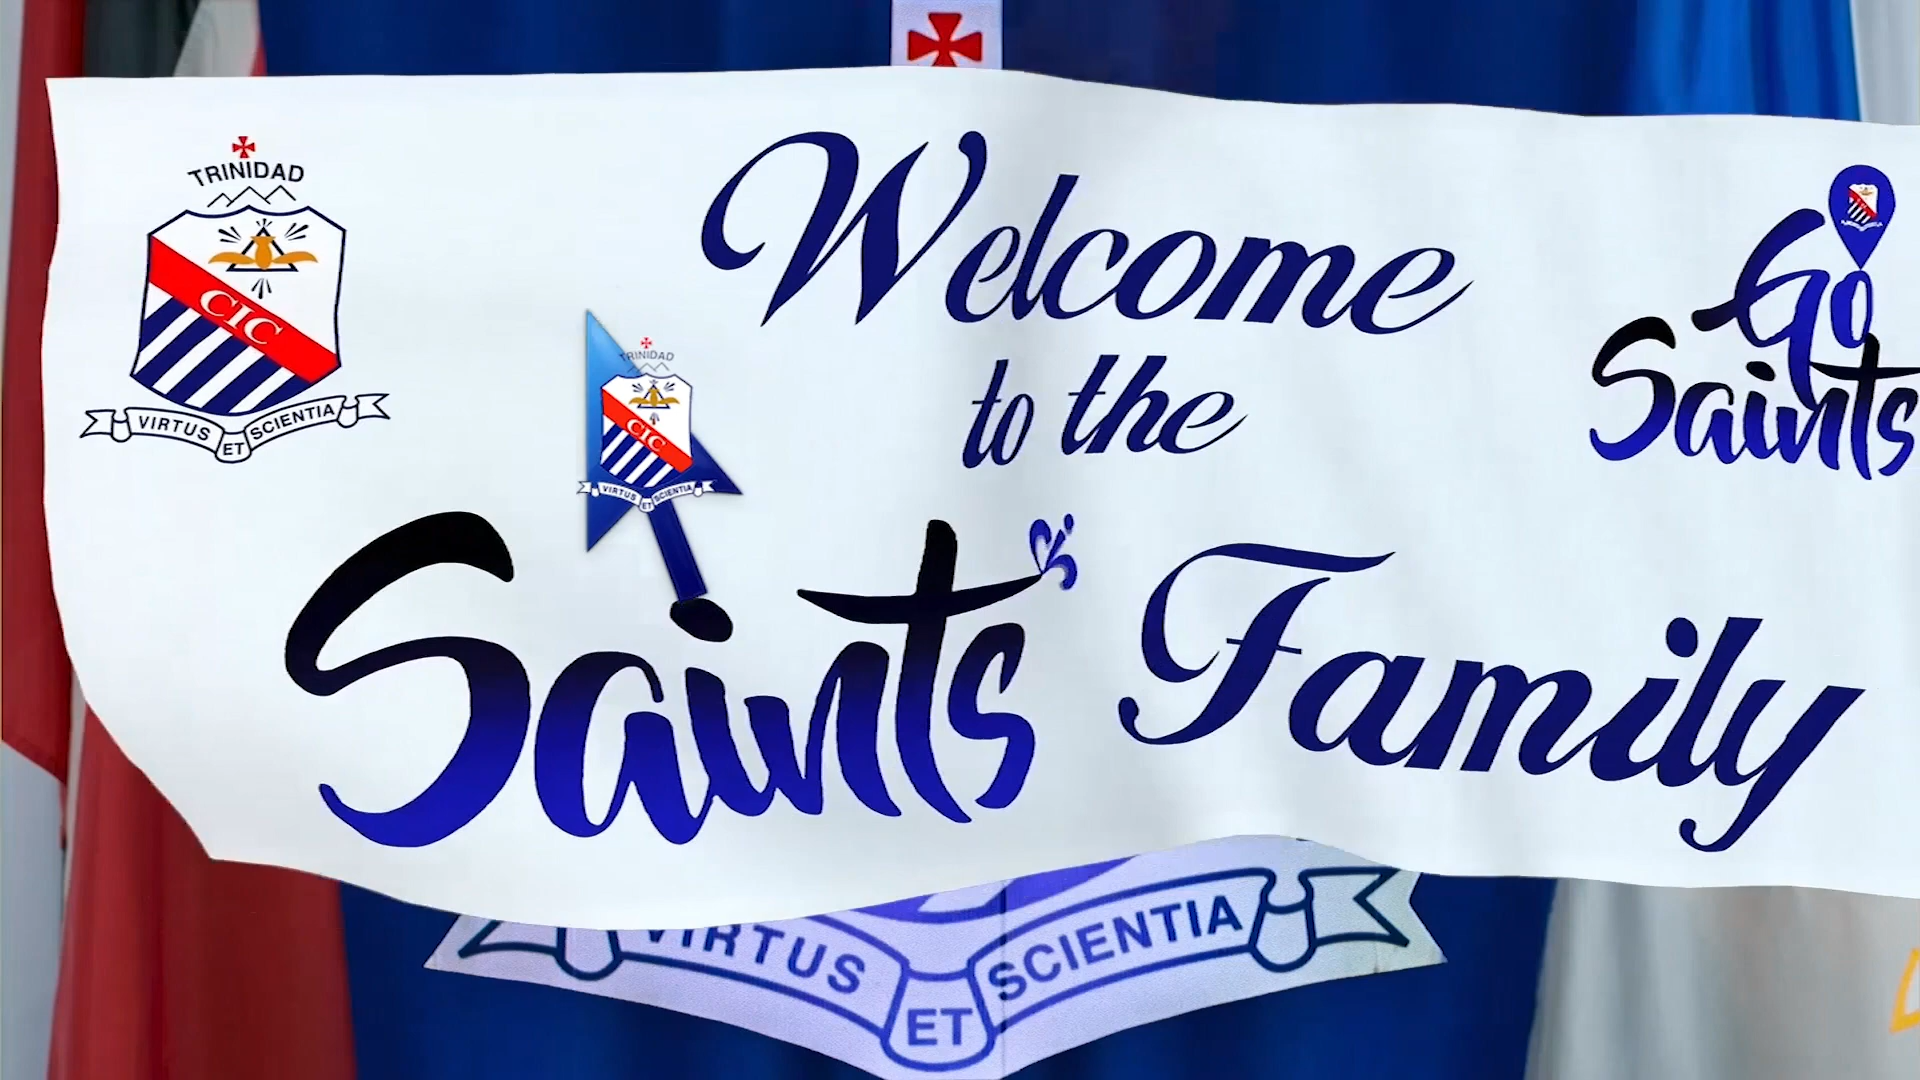 TRINIDAD
CIC
VIRTUS ET SCIENTIA
Welcome
to the
Saints Family
Go
Saints
TRINIDAD
CIC
VIRTUS ET SCIENTIA
VIRTUS ET SCIENTIA